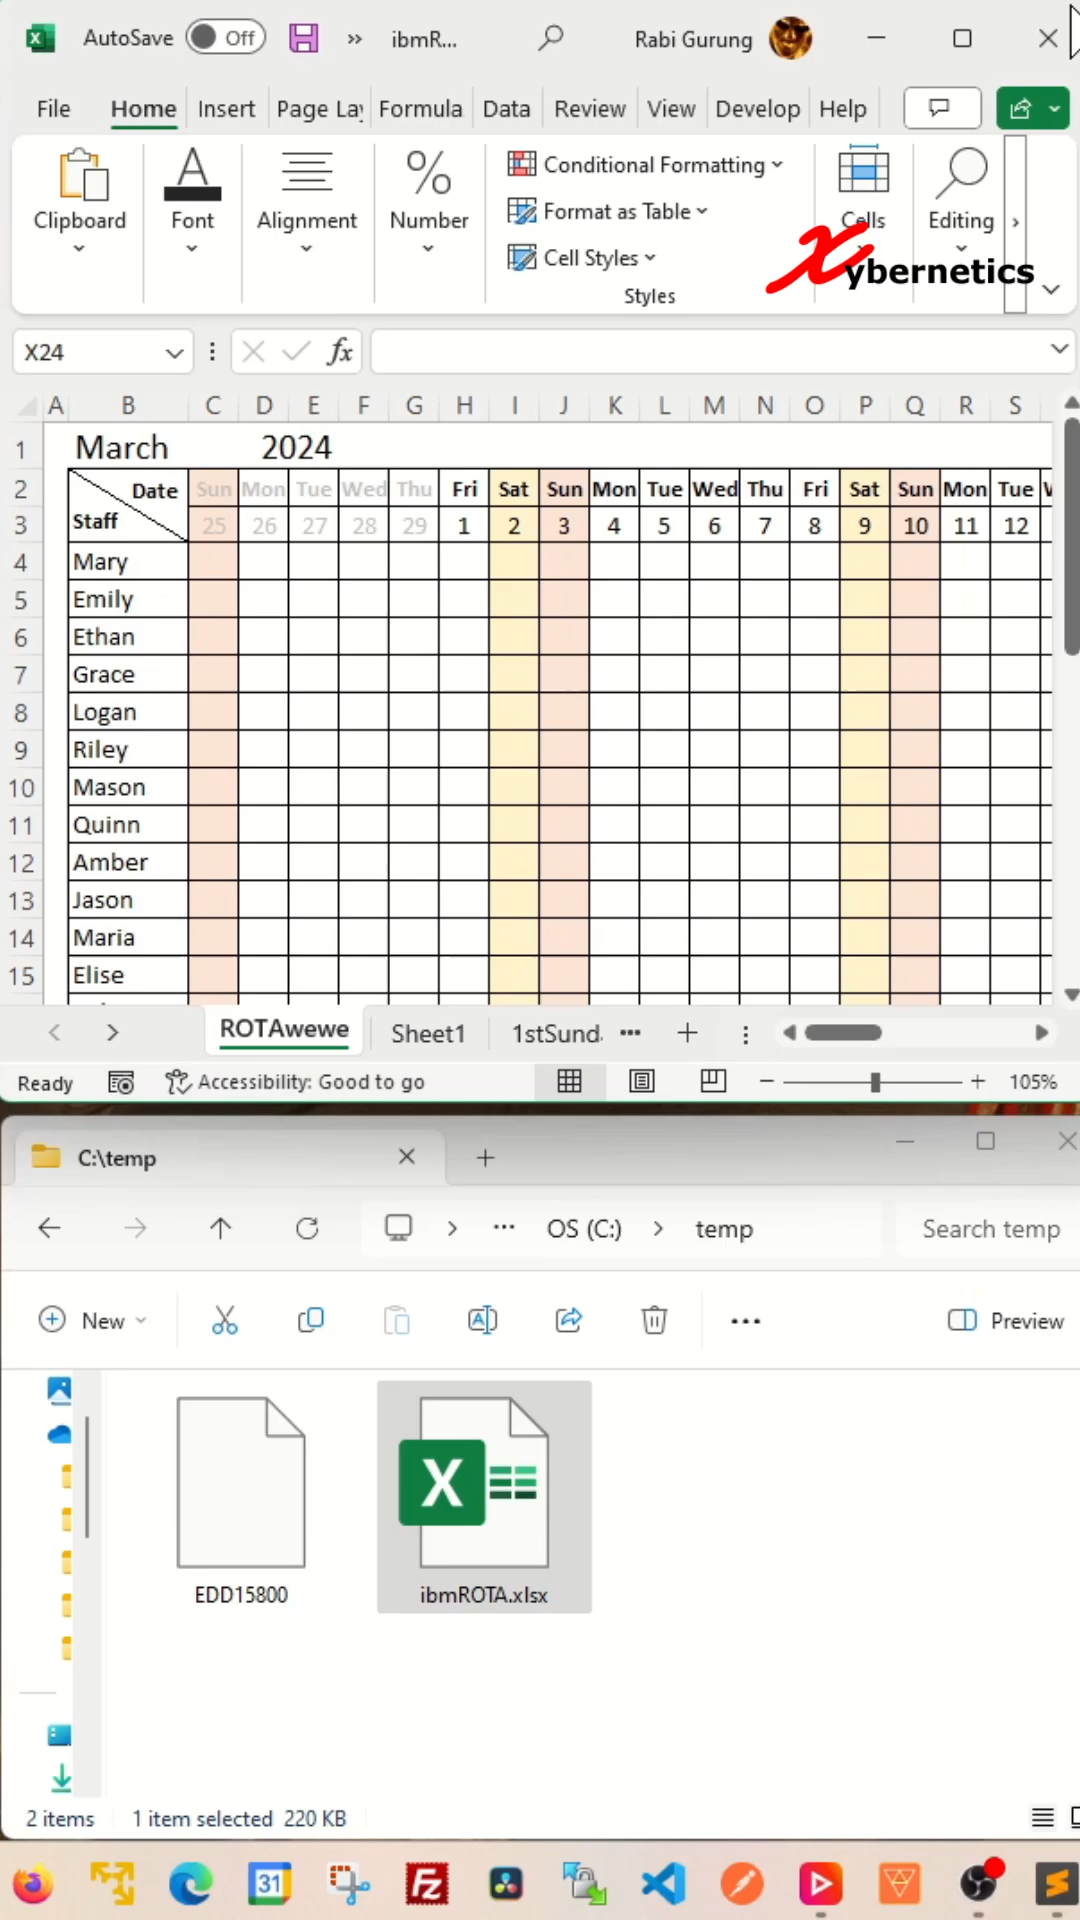 AutoSave Off » ibmR... Rabi Gurung
File Home Insert Page Lay Formula Data Review View Develop Help
Clipboard Font Alignment Number
Conditional Formatting
Format as Table
Cell Styles
Styles
Cells Editing
Xybernetics
X24 fx
A B C D E F G H I J K L M N O P Q R S
1 March 2024
2 Date Sun Mon Tue Wed Thu Fri Sat Sun Mon Tue Wed Thu Fri Sat Sun Mon Tue
3 Staff 25 26 27 28 29 1 2 3 4 5 6 7 8 9 10 11 12
4 Mary
5 Emily
6 Ethan
7 Grace
8 Logan
9 Riley
10 Mason
11 Quinn
12 Amber
13 Jason
14 Maria
15 Elise
ROTAwewe Sheet1 1stSund. ... +
Ready Accessibility: Good to go 105%
C:\temp
... OS (C:) > temp Search temp
New ... Preview
EDD15800 ibmROTA.xlsx
2 items 1 item selected 220 KB
31 Fz